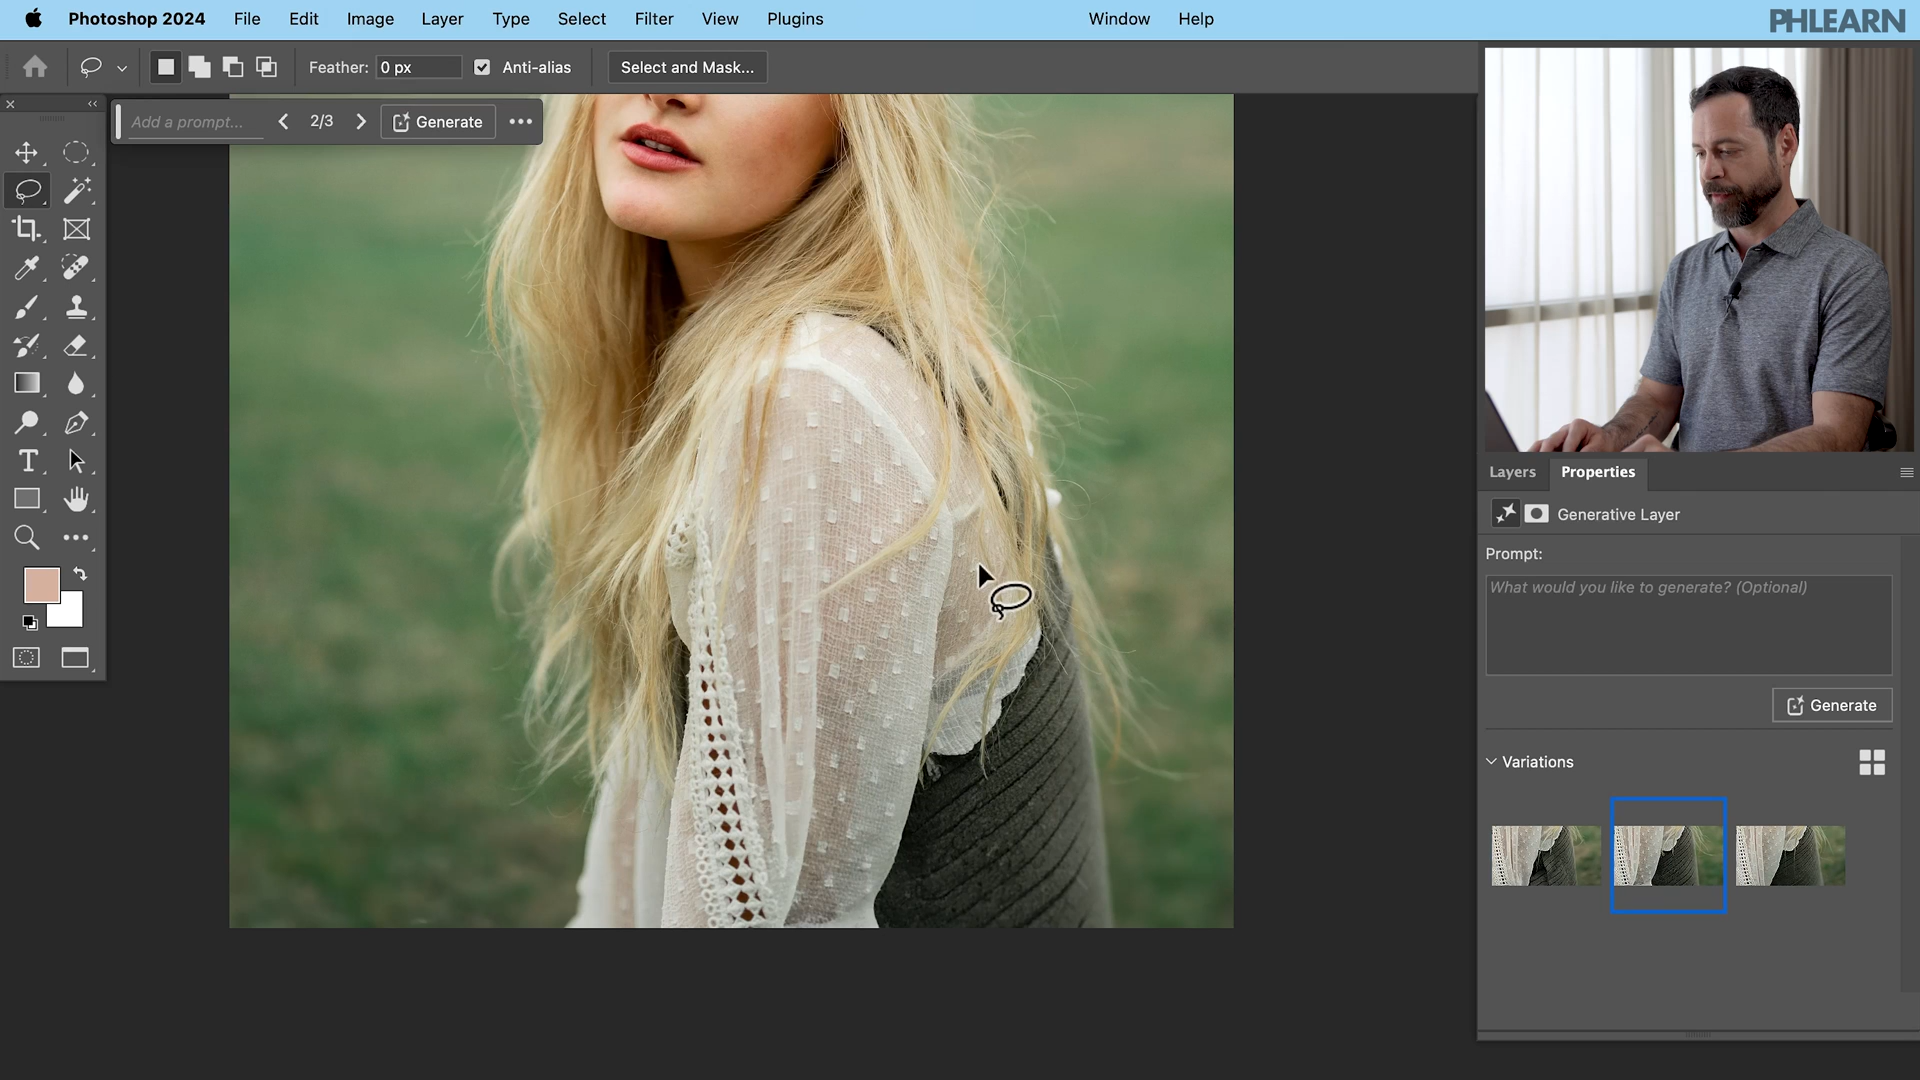 Photoshop 2024 File Edit Image Layer Type Select Filter View Plugins Window Help
PHLEARN
Feather: 0 px Anti-alias Select and Mask...
Add a prompt... 2/3 Generate
Layers Properties
Generative Layer
Prompt:
What would you like to generate? (Optional)
Generate
Variations